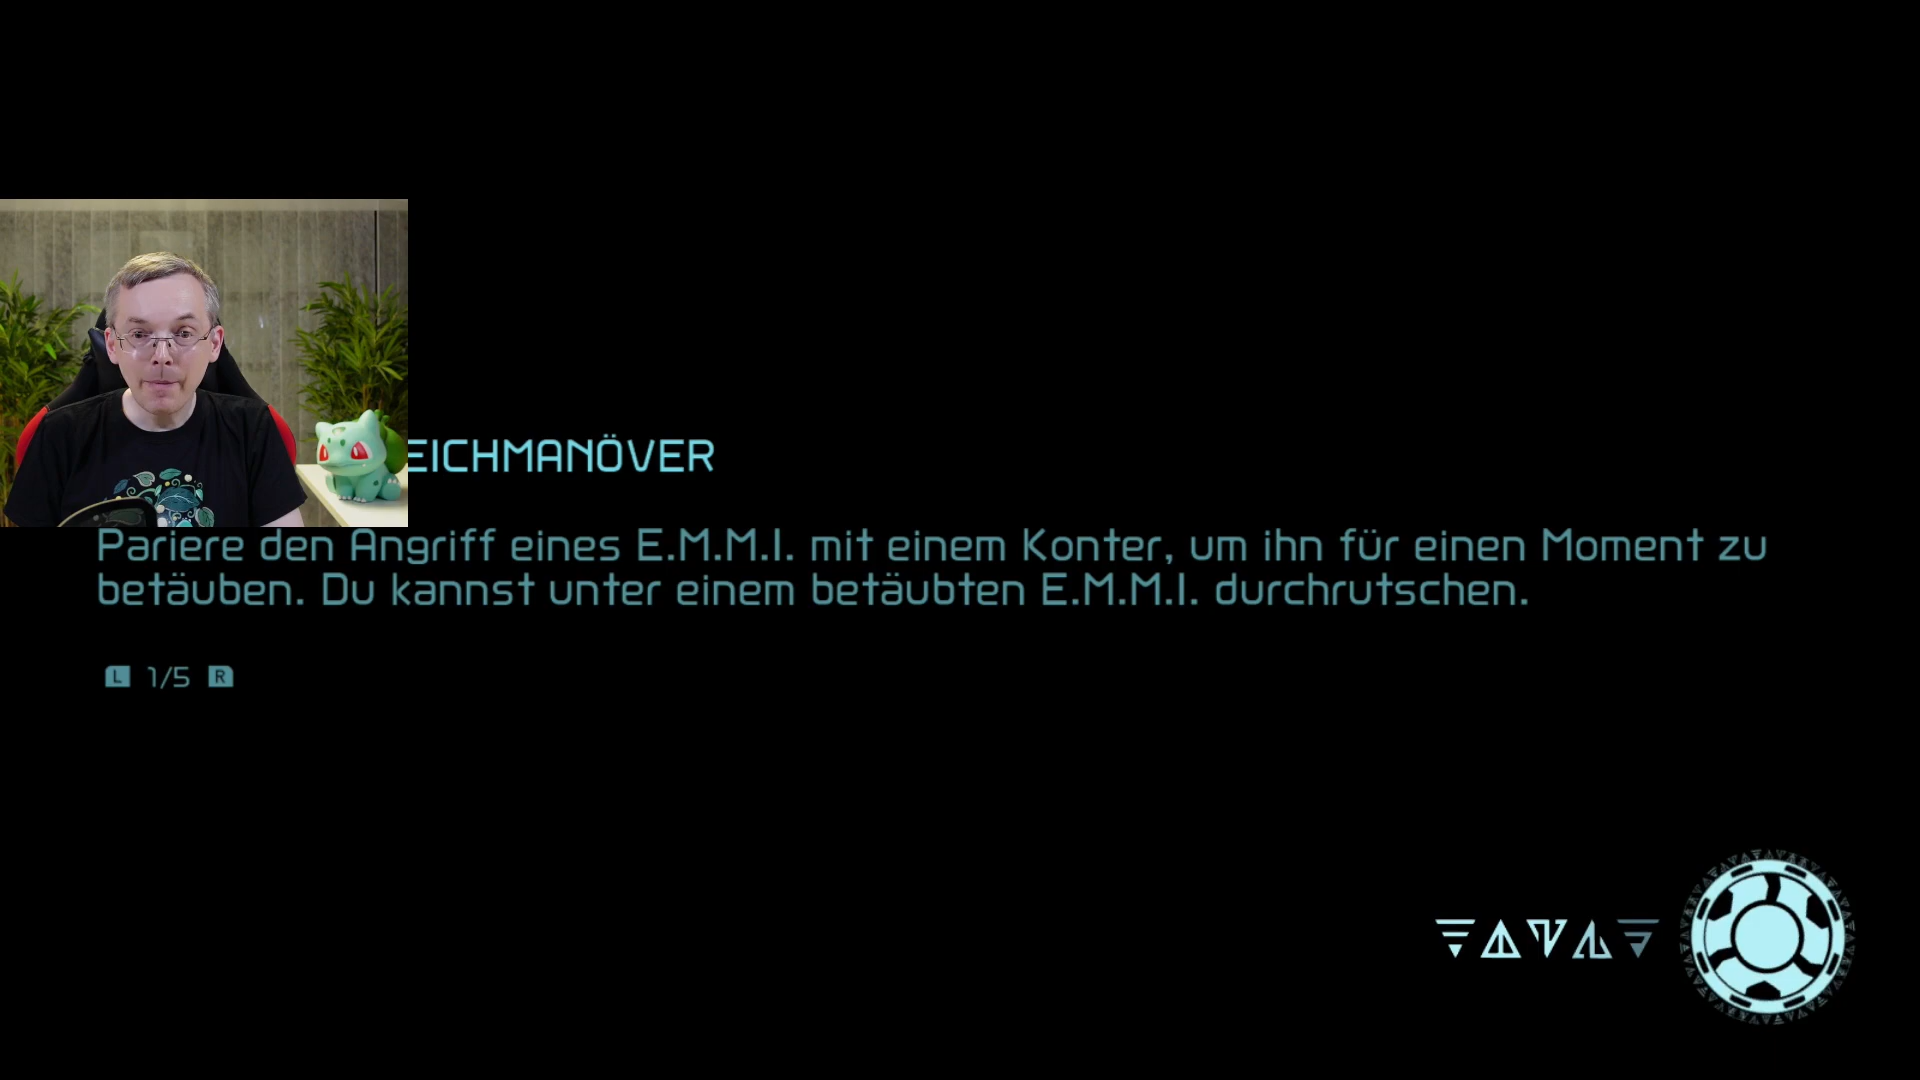 EICHMANÖVER
Pariere den Angriff eines E.M.M.I. mit einem Konter, um ihn für einen Moment zu
betäuben. Du kannst unter einem betäubten E.M.M.I. durchrutschen.
L 1/5 R